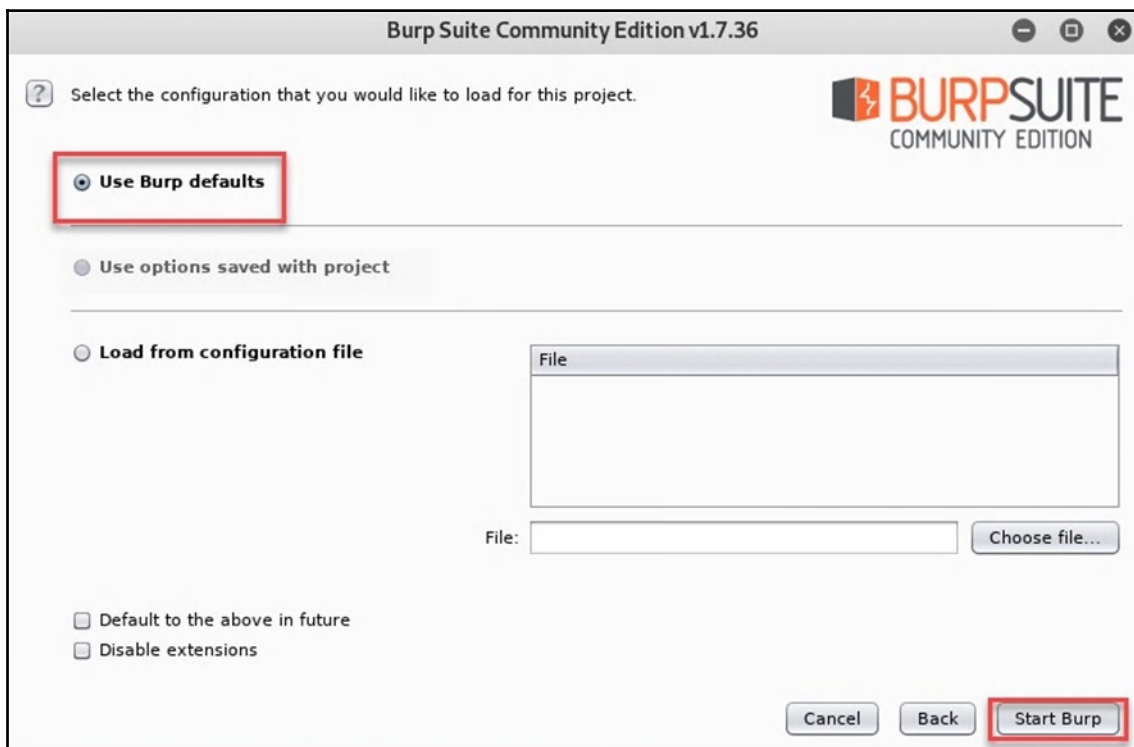 Burp Suite Community Edition v1.7.36
? Select the configuration that you would like to load for this project.
BURPSUITE
COMMUNITY EDITION
Use Burp defaults
Use options saved with project
Load from configuration file
File
File:
Choose file...
Default to the above in future
Disable extensions
Cancel
Back
Start Burp